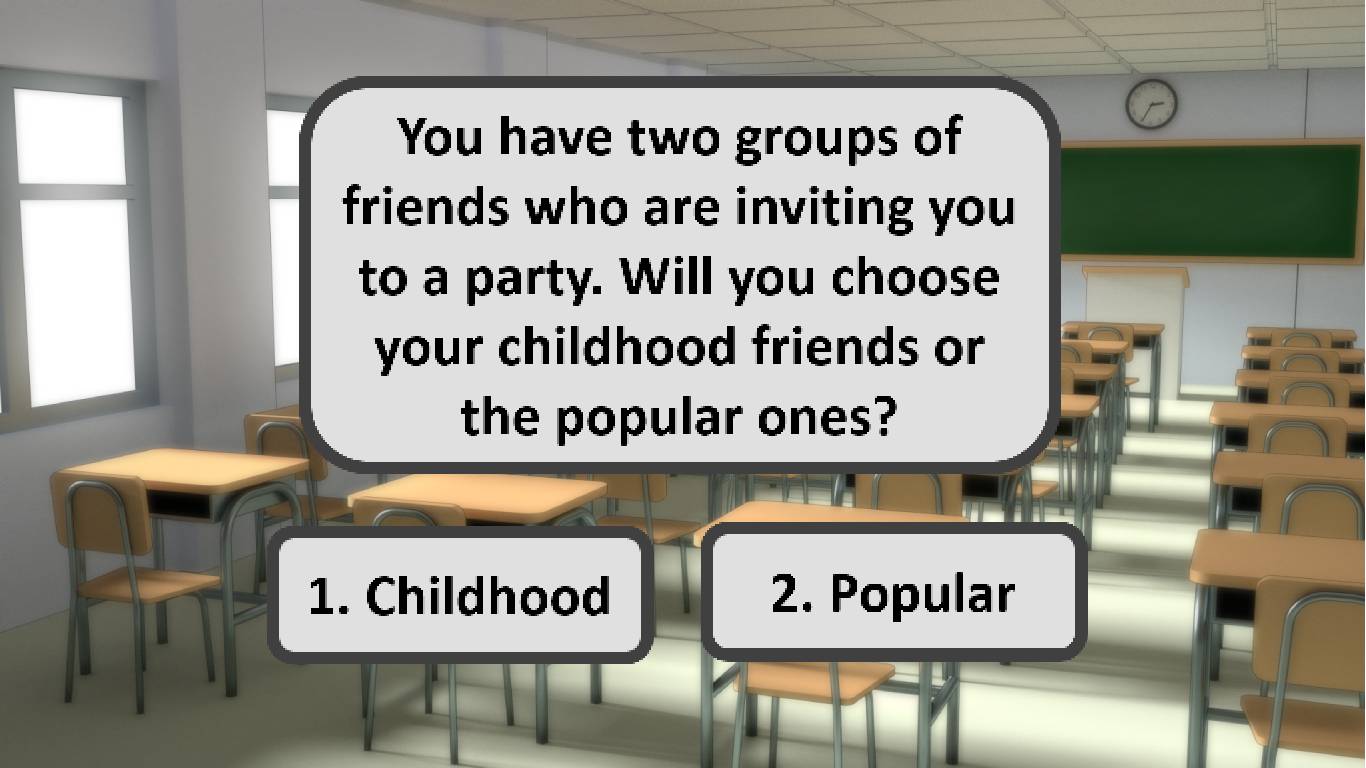 You have two groups of
friends who are inviting you
to a party. Will you choose
your childhood friends or
the popular ones?
1. Childhood
2. Popular